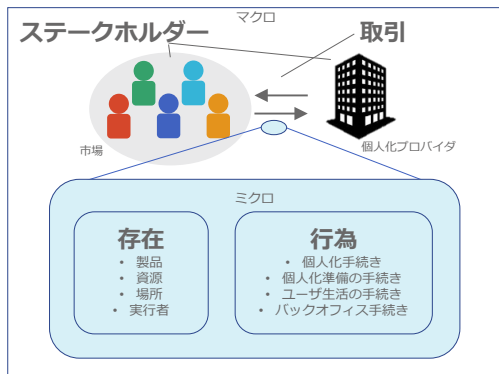 マクロ
ステークホルダー
取引
市場
個人化プロバイダ
ミクロ
存在
• 製品
• 資源
• 場所
• 実行者
行為
• 個人化手続き
• 個人化準備の手続き
• ユーザ生活の手続き
• バックオフィス手続き